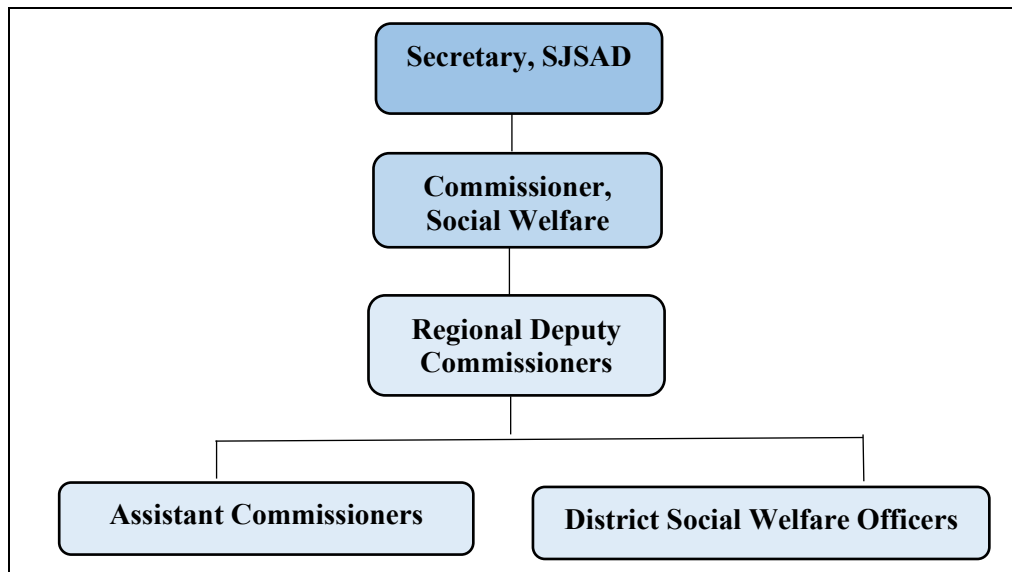 Secretary, SJSAD
Commissioner,
Social Welfare
Regional Deputy
Commissioners
Assistant Commissioners
District Social Welfare Officers